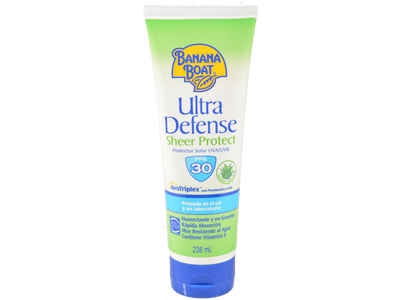 BANANA
BOAT
Ultra
Defense
Sheer Protect
Protector Solar UVA/UVB
FPS
30
AvoTriplex
Probado en el sol
y en laboratorio
Humectante y no Grasoso
Rápida Absorción
Muy Resistente al Agua
Contiene Vitamina E
236 mL